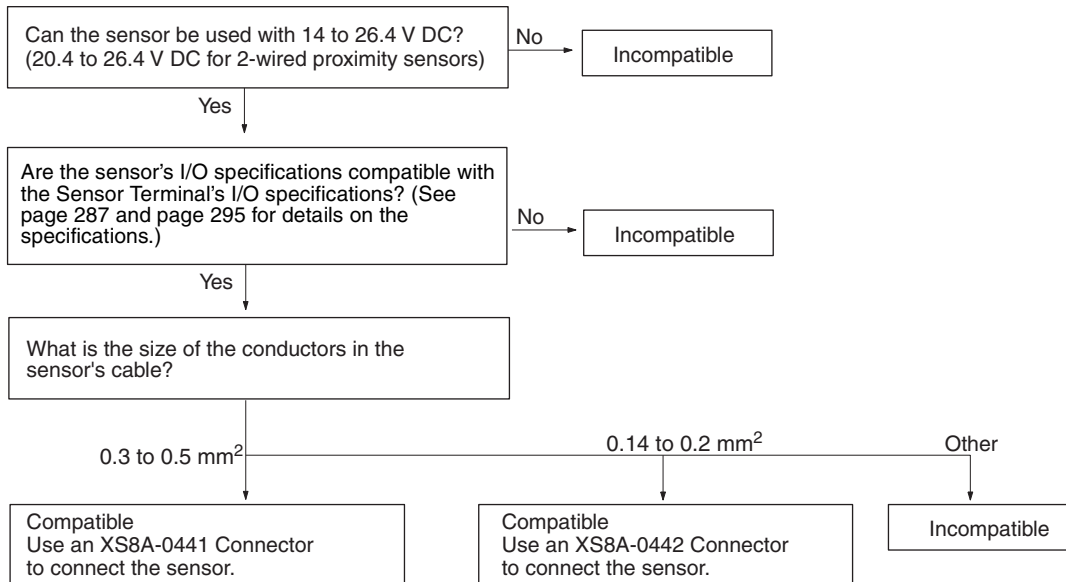 Can the sensor be used with 14 to 26.4 V DC?
(20.4 to 26.4 V DC for 2-wired proximity sensors)
No
Incompatible
Yes
Are the sensor's I/O specifications compatible with
the Sensor Terminal's I/O specifications? (See
page 287 and page 295 for details on the
specifications.)
No
Incompatible
Yes
What is the size of the conductors in the
sensor's cable?
0.3 to 0.5 mm²
0.14 to 0.2 mm²
Other
Compatible
Use an XS8A-0441 Connector
to connect the sensor.
Compatible
Use an XS8A-0442 Connector
to connect the sensor.
Incompatible